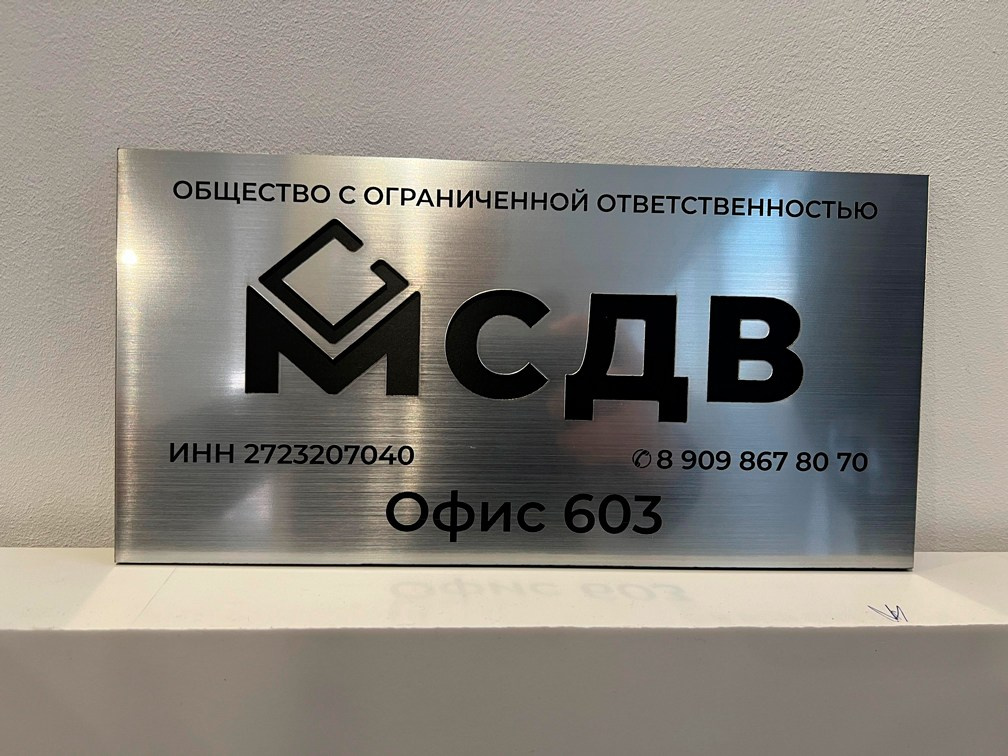 ОБЩЕСТВО С ОГРАНИЧЕННОЙ ОТВЕТСТВЕННОСТЬЮ
МСДВ
ИНН 2723207040
✆ 8 909 867 80 70
Офис 603